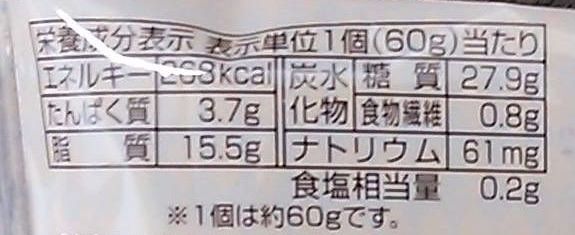 栄養成分表示 表示単位1個(60g)当たり
エネルギー 268kcal 炭水 糖質 27.9g
たんぱく質 3.7g 化物 食物繊維 0.8g
脂質 15.5g ナトリウム 61mg
食塩相当量 0.2g
※1個は約60gです。